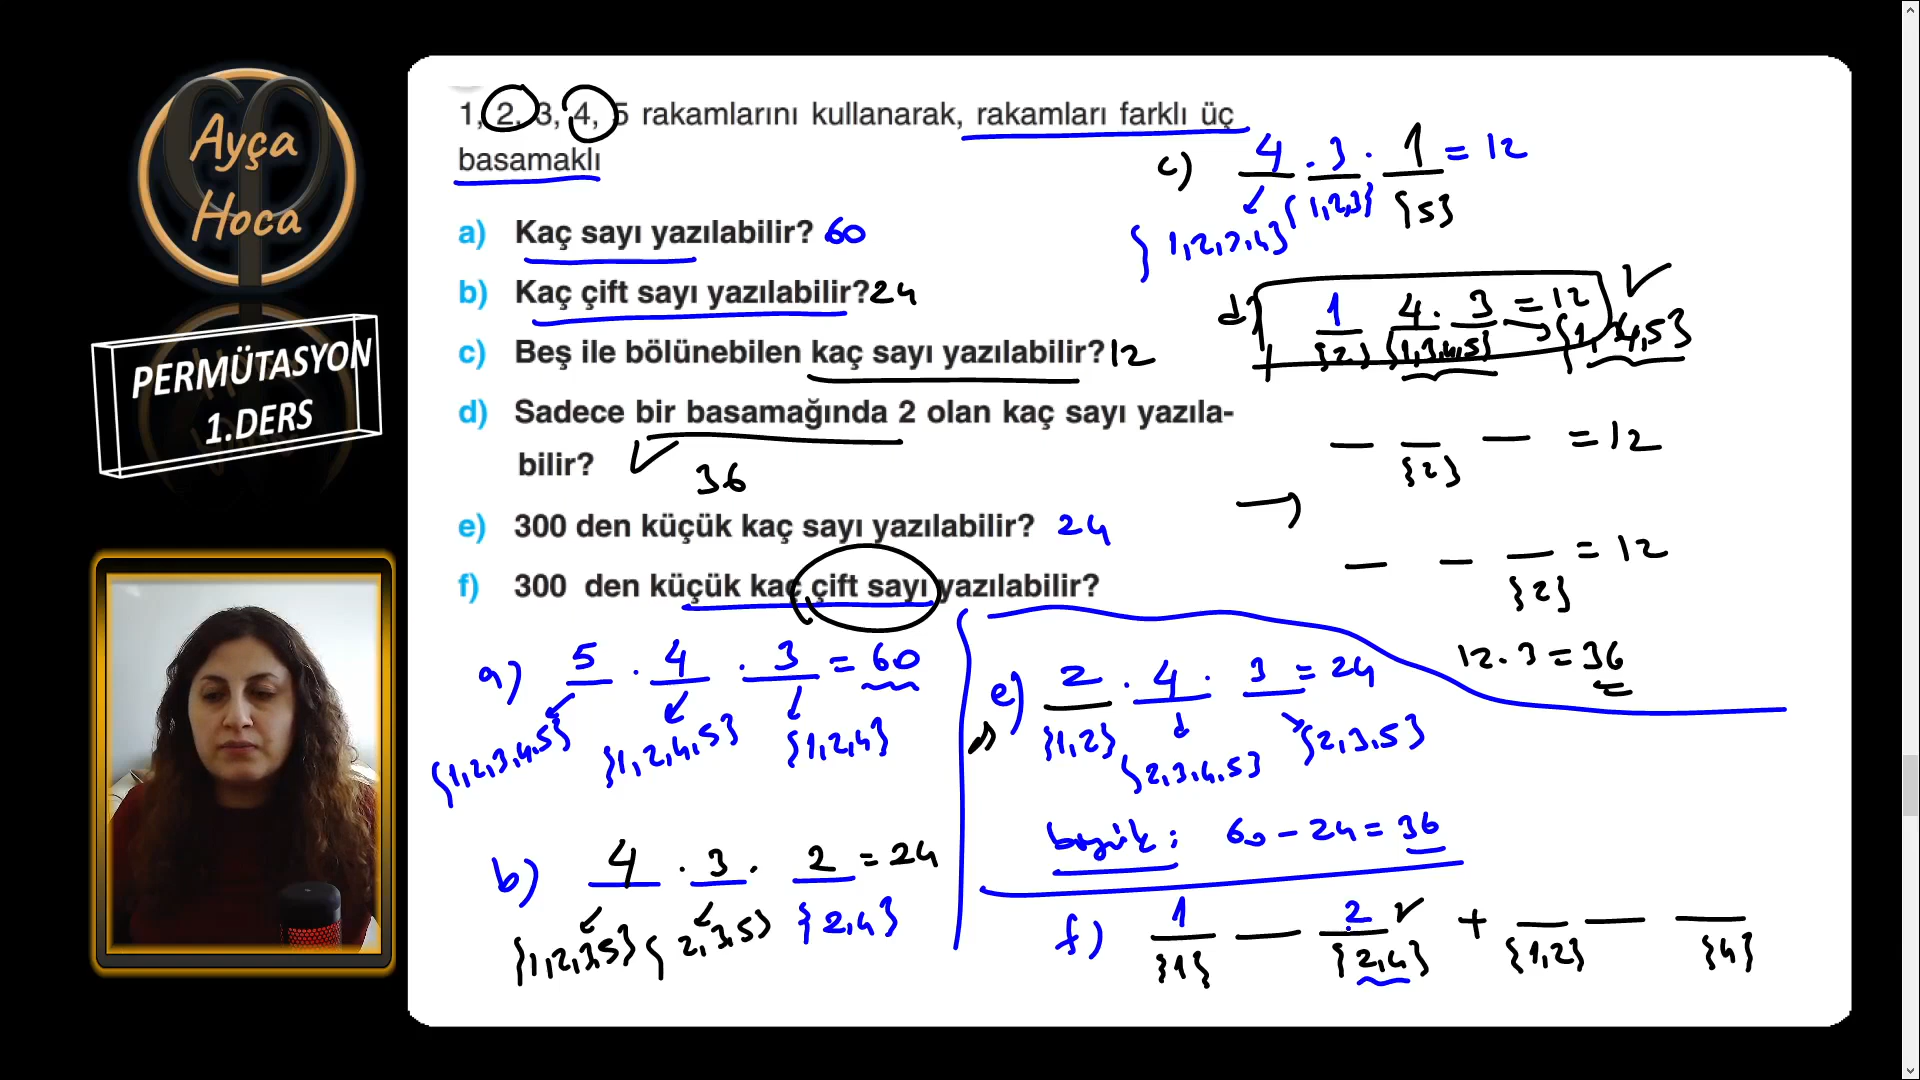 Ayça
Hoca
PERMÜTASYON
1.DERS
1, 2, 3, 4, 5 rakamlarını kullanarak, rakamları farklı üç
basamaklı
a) Kaç sayı yazılabilir? 60
b) Kaç çift sayı yazılabilir? 24
c) Beş ile bölünebilen kaç sayı yazılabilir? 12
d) Sadece bir basamağında 2 olan kaç sayı yazıla-
bilir? 36
e) 300 den küçük kaç sayı yazılabilir? 24
f) 300 den küçük kaç çift sayı yazılabilir?
a) 5 . 4 . 3 = 60
{1,2,3,4,5} {1,2,4,5} {1,2,4}
b) 4 . 3 . 2 = 24
{1,2,3,5} {2,3,5} {2,4}
c) 4 . 3 . 1 = 12
{1,2,3,4} {1,2,3} {5}
d) 1 4 . 3 = 12
{2} {1,3,4,5} {1, 4,5}
_ _ _ = 12
{2}
_ _ _ = 12
{2}
12 . 3 = 36
e) 2 . 4 . 3 = 24
{1,2} {2,3,4,5} {2,3,5}
büyük: 60 - 24 = 36
f) 1 _ 2 + _ _ _
{1} {2,4} {1,2} {4}